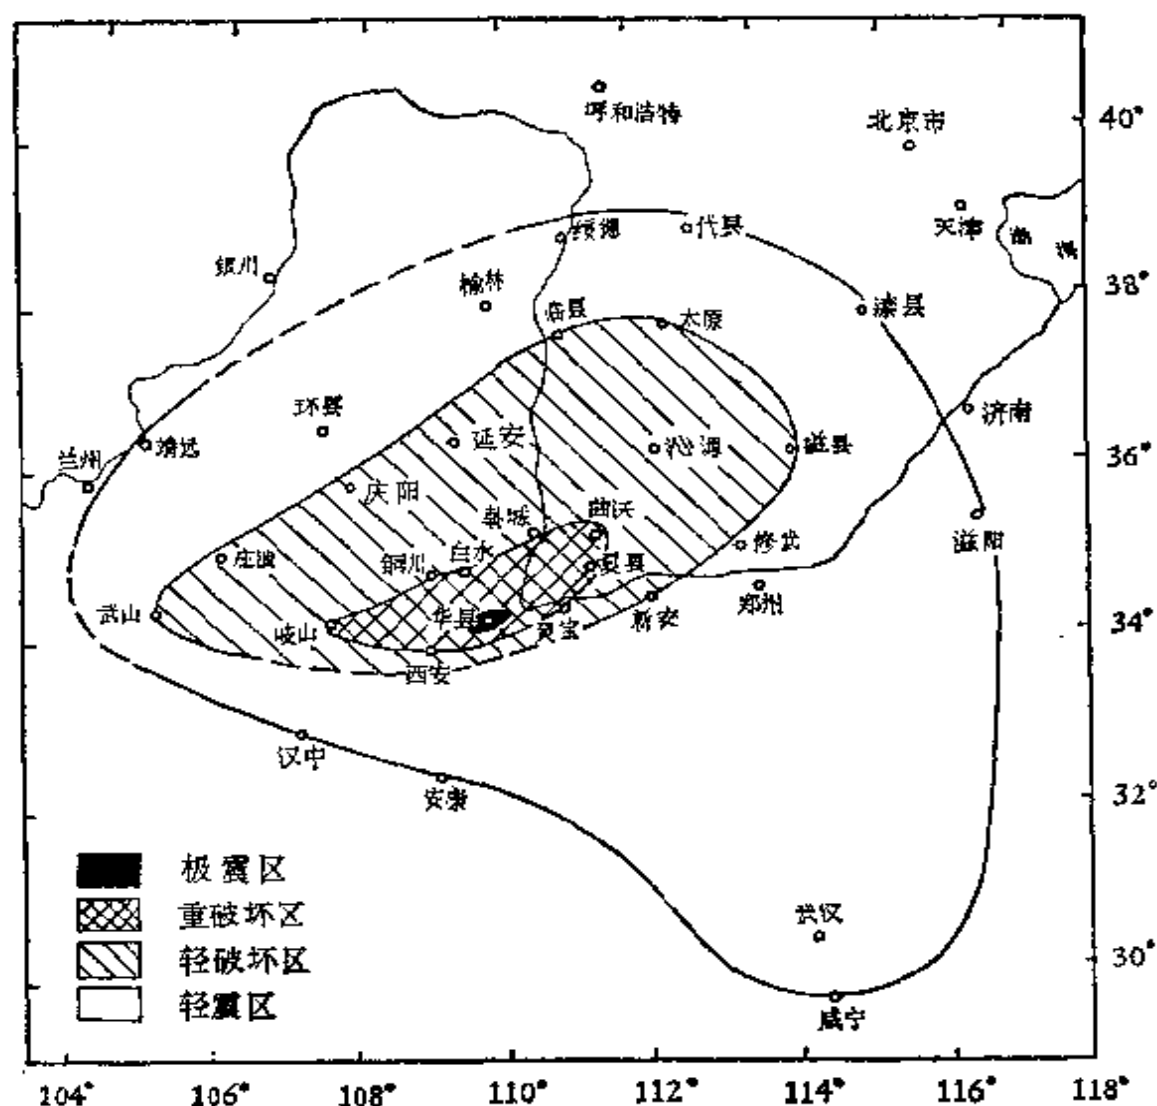 呼和浩特
北京市
40°
天津
渤海
绥德
代县
银川
榆林
38°
临县
太原
滦县
环县
济南
延安
沁源
磁县
36°
兰州
靖远
庆阳
韩城
曲沃
滋阳
修武
庄浪
铜川
白水
夏县
郑州
武山
岐山
华县
灵宝
新安
34°
西安
汉中
安康
32°
极震区
武汉
重破坏区
30°
轻破坏区
轻震区
咸宁
104°
106°
108°
110°
112°
114°
116°
118°